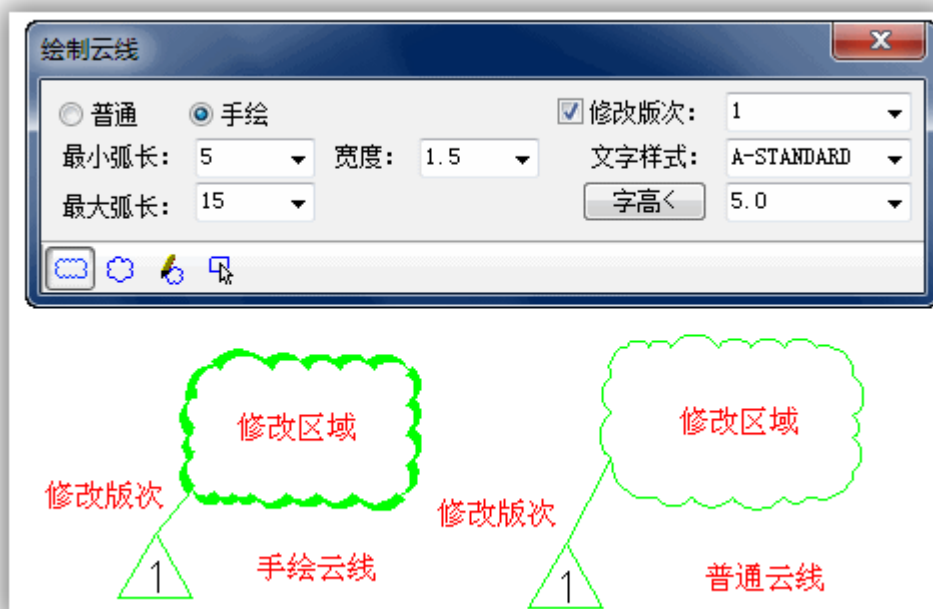 绘制云线
普通 手绘 修改版次: 1
最小弧长: 5 宽度: 1.5 文字样式: A-STANDARD
最大弧长: 15 字高< 5.0
修改区域 修改区域
修改版次 修改版次
1 手绘云线 1 普通云线